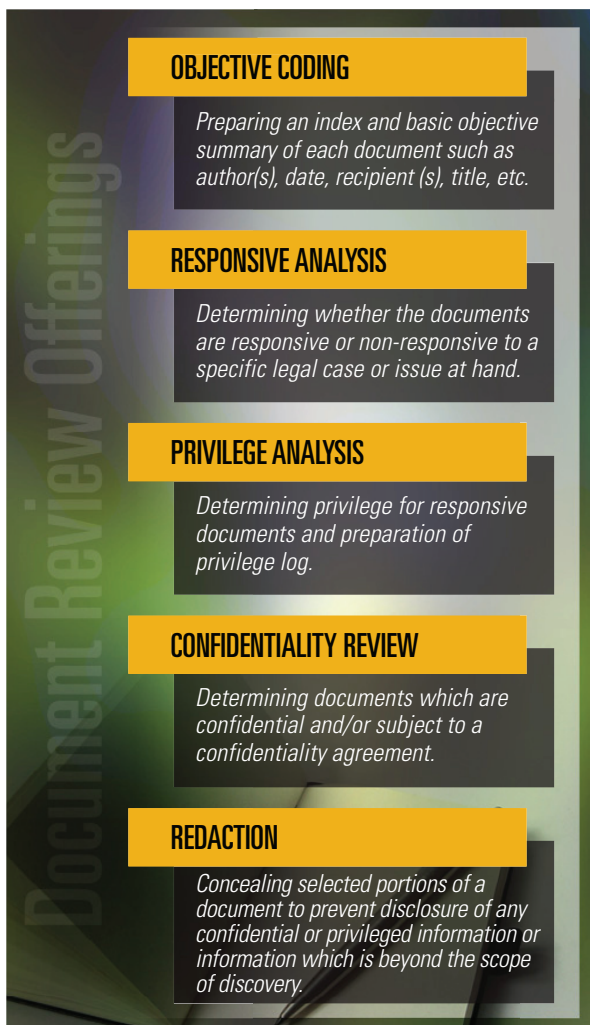 Document Review Offerings
OBJECTIVE CODING
Preparing an index and basic objective
summary of each document such as
author(s), date, recipient (s), title, etc.
RESPONSIVE ANALYSIS
Determining whether the documents
are responsive or non-responsive to a
specific legal case or issue at hand.
PRIVILEGE ANALYSIS
Determining privilege for responsive
documents and preparation of
privilege log.
CONFIDENTIALITY REVIEW
Determining documents which are
confidential and/or subject to a
confidentiality agreement.
REDACTION
Concealing selected portions of a
document to prevent disclosure of any
confidential or privileged information or
information which is beyond the scope
of discovery.